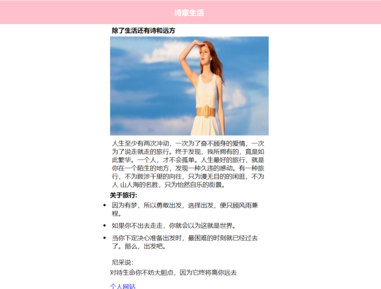 诗意生活
除了生活还有诗和远方
人生至少有两次冲动，一次为了奋不顾身的爱情，一次
为了说走就走的旅行。终于发现，我所拥有的，竟是如
此繁华。一个人，才不会孤单。人生最好的旅行，就是
你在一个陌生的地方，发现一种久违的感动。有一种旅
行，不为救涉千里的向往，只为漫无目的的闲逛，不为
人 山人海的名胜，只为怡然自乐的街景。
关于旅行:
因为有梦，所以勇敢出发，选择出发，便只顾风雨兼
程。
如果你不出去走走，你就会以为这就是世界。
当你下定决心准备出发时，最困难的时刻就已经过去
了。那么，出发吧。
尼采说：
对待生命你不妨大胆点，因为它终将离你远去
个人网站